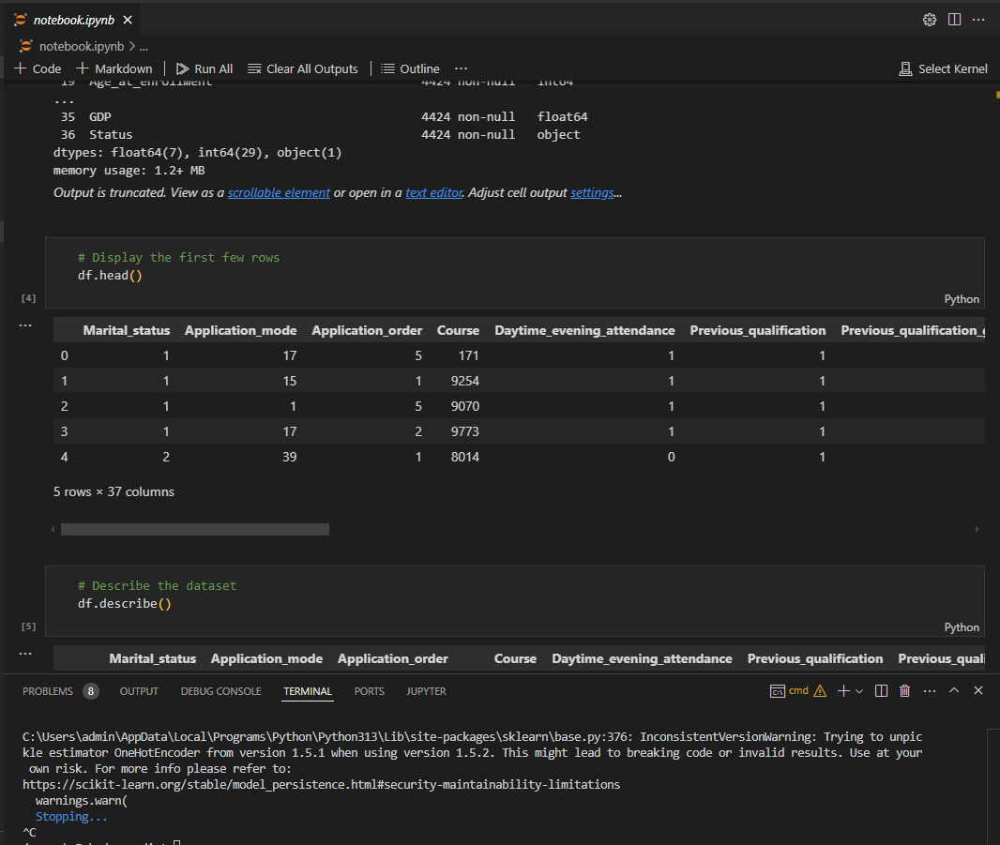 notebook.ipynb
notebook.ipynb > ...
Code Markdown Run All Clear All Outputs Outline ... Select Kernel
19 Age_at_enrollment 4424 non-null int64
...
35 GDP 4424 non-null float64
36 Status 4424 non-null object
dtypes: float64(7), int64(29), object(1)
memory usage: 1.2+ MB
Output is truncated. View as a scrollable element or open in a text editor. Adjust cell output settings...
# Display the first few rows
df.head()
[4]
Python
Marital_status Application_mode Application_order Course Daytime_evening_attendance Previous_qualification Previous_qualification_g
0 1 17 5 171 1 1
1 1 15 1 9254 1 1
2 1 1 5 9070 1 1
3 1 17 2 9773 1 1
4 2 39 1 8014 0 1
5 rows × 37 columns
# Describe the dataset
df.describe()
[5]
Python
Marital_status Application_mode Application_order Course Daytime_evening_attendance Previous_qualification Previous_quali
PROBLEMS 8 OUTPUT DEBUG CONSOLE TERMINAL PORTS JUPYTER cmd
C:\Users\admin\AppData\Local\Programs\Python\Python313\Lib\site-packages\sklearn\base.py:376: InconsistentVersionWarning: Trying to unpic
kle estimator OneHotEncoder from version 1.5.1 when using version 1.5.2. This might lead to breaking code or invalid results. Use at your
own risk. For more info please refer to:
https://scikit-learn.org/stable/model_persistence.html#security-maintainability-limitations
warnings.warn(
Stopping...
^C